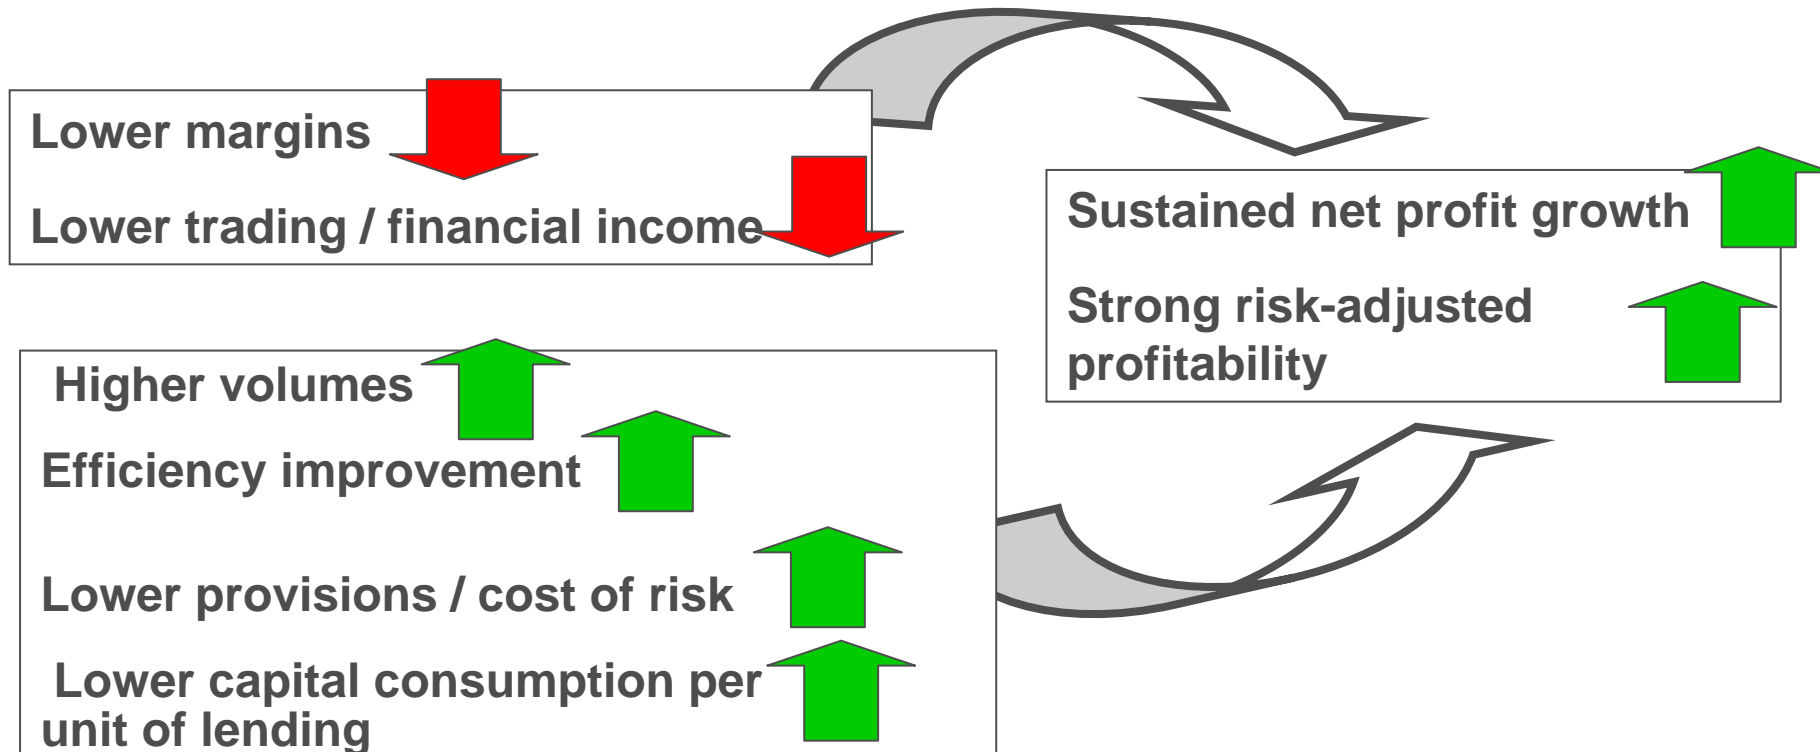 Lower margins
Lower trading / financial income
Sustained net profit growth
Strong risk-adjusted
profitability
Higher volumes
Efficiency improvement
Lower provisions / cost of risk
Lower capital consumption per
unit of lending